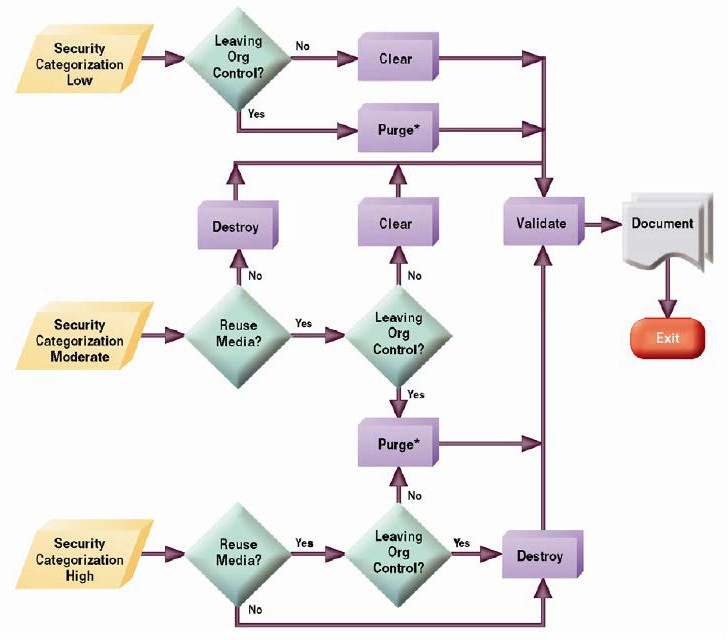 Security
Categorization
Low
Leaving
Org
Control?
No
Clear
Yes
Purge*
Destroy
Clear
Validate
Document
No
No
Security
Categorization
Moderate
Reuse
Media?
Yes
Leaving
Org
Control?
Exit
Yes
Purge*
No
Security
Categorization
High
Reuse
Media?
Yes
Leaving
Org
Control?
Yes
Destroy
No